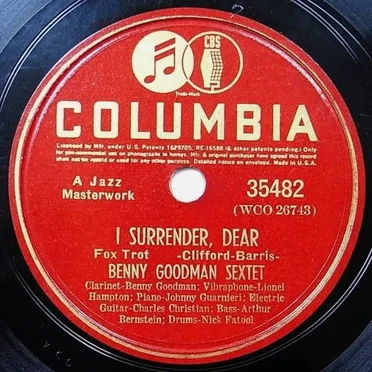 CBS
Trade-Mark
COLUMBIA
Licensed by Mfr. under U.S. Patents 1629705, RE-16588 (& other patents pending.) Only
for non-commercial use on phonographs in homes. Mfr. & original purchaser have agreed this record
shall not be resold or used for any other purpose. Detailed notice on envelope. Made in U.S.A.
A Jazz
Masterwork
35482
(WCO 26743)
I SURRENDER, DEAR
Fox Trot -Clifford-Barris-
BENNY GOODMAN SEXTET
Clarinet-Benny Goodman; Vibraphone-Lionel
Hampton; Piano-Johnny Guarnieri; Electric
Guitar-Charles Christian; Bass-Arthur
Bernstein; Drums-Nick Fatool